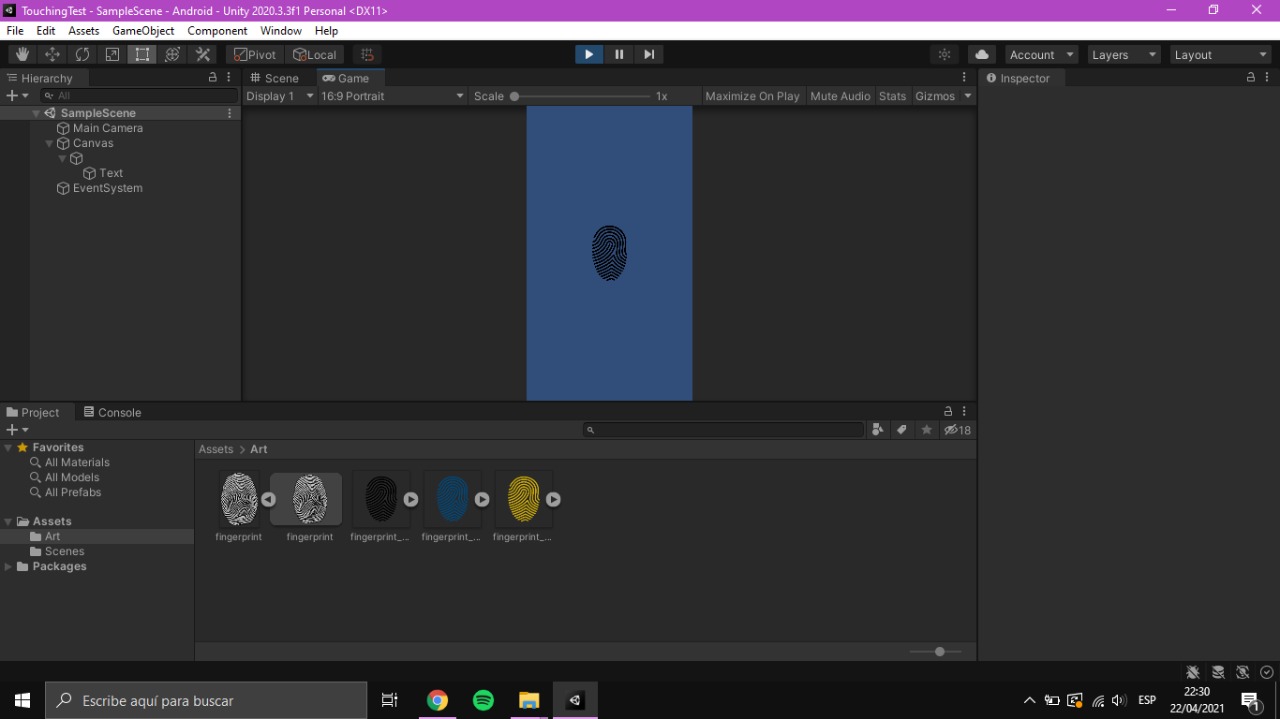 TouchingTest - SampleScene - Android - Unity 2020.3.3f1 Personal <DX11>
File Edit Assets GameObject Component Window Help
Pivot Local Account Layers Layout
Hierarchy Scene Game Inspector
All Display 1 16:9 Portrait Scale 1x Maximize On Play Mute Audio Stats Gizmos
SampleScene
Main Camera
Canvas
Text
EventSystem
Project Console
18
Favorites Assets > Art
All Materials
All Models
All Prefabs
Assets
Art fingerprint fingerprint fingerprint_... fingerprint_... fingerprint_...
Scenes
Packages
Escribe aquí para buscar
ESP
22:30
22/04/2021
1